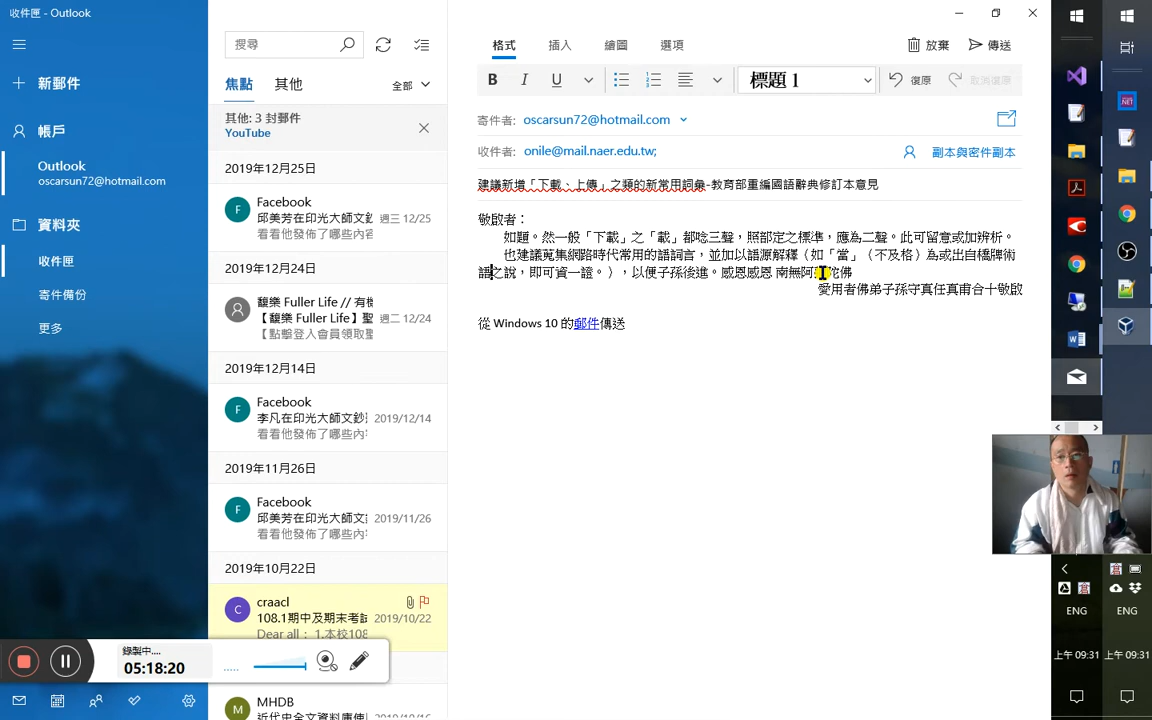 收件匣 - Outlook
新郵件
帳戶
Outlook
oscarsun72@hotmail.com
資料夾
收件匣
寄件備份
更多
搜尋
焦點
其他
全部
其他: 3 封郵件
YouTube
2019年12月25日
Facebook
邱美芳在印光大師文鈔
週三 12/25
看看他發佈了哪些內容
2019年12月24日
馥樂 Fuller Life // 有機
【馥樂 Fuller Life】聖
週二 12/24
【點擊登入會員領取聖
2019年12月14日
Facebook
李凡在印光大師文鈔
2019/12/14
看看他發佈了哪些內
2019年11月26日
Facebook
邱美芳在印光大師文
2019/11/26
看看他發佈了哪些內
2019年10月22日
craacl
108.1期中及期末考
2019/10/22
Dear all： 1.本校108
MHDB
近代史全文資料庫使
格式
插入
繪圖
選項
放棄
傳送
B I U
標題 1
復原
取消復原
寄件者: oscarsun72@hotmail.com
收件者: onile@mail.naer.edu.tw;
副本與密件副本
建議新增「下載、上傳」之類的新常用詞彙-教育部重編國語辭典修訂本意見
敬啟者：
如題。然一般「下載」之「載」都唸三聲，照部定之標準，應為二聲。此可留意或加辨析。
也建議蒐集網路時代常用的語詞言，並加以語源解釋（如「當」（不及格）為或出自橋牌術
語之說，即可資一證。），以便子孫後進。感恩感恩 南無阿彌陀佛
愛用者佛弟子孫守真任真甫合十敬啟
從 Windows 10 的郵件傳送
錄製中....
05:18:20
ENG
ENG
上午 09:31
上午 09:31